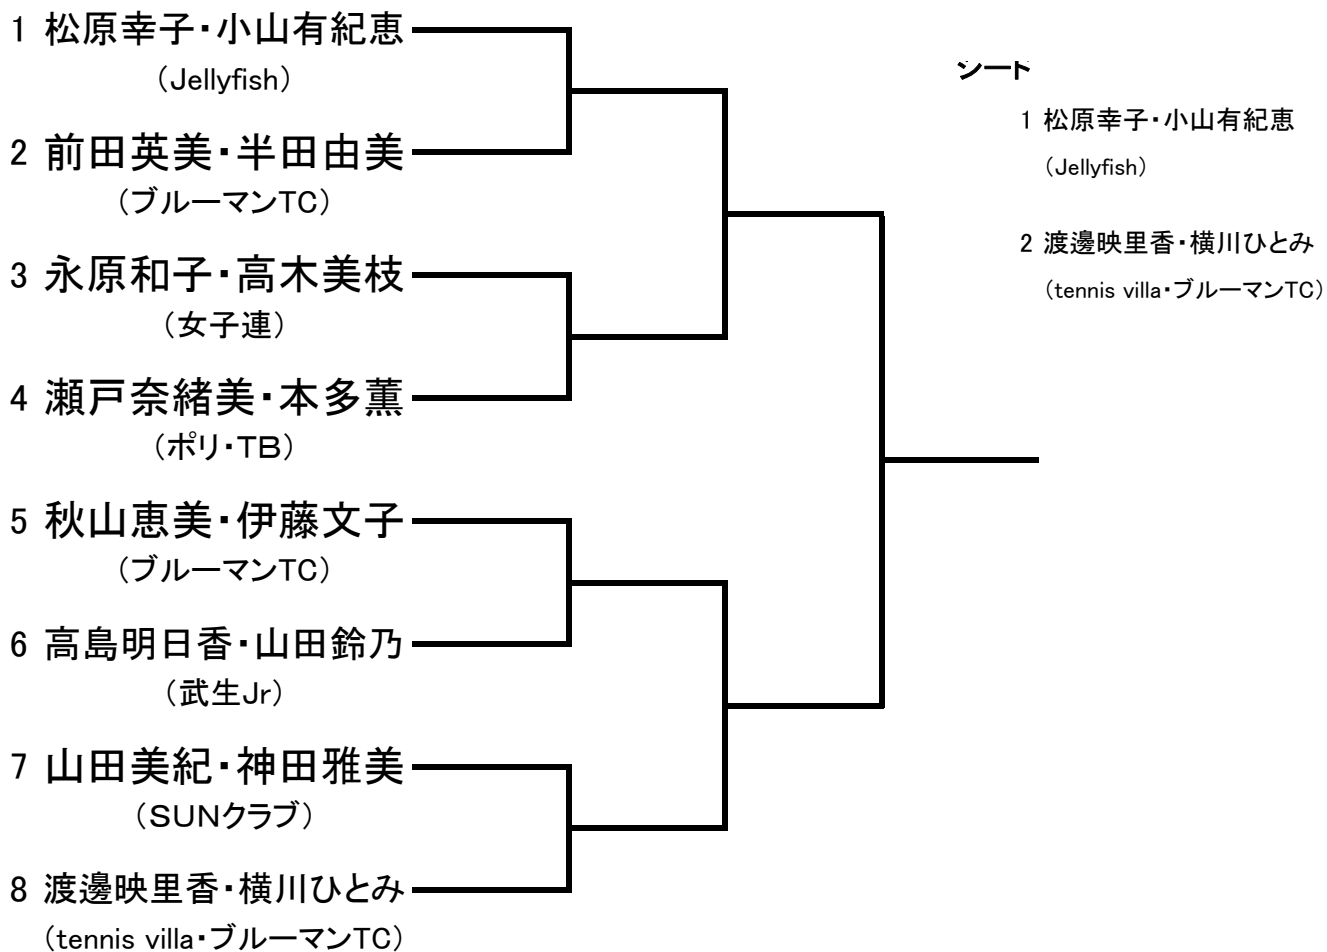 1 松原幸子・小山有紀恵
（Jellyfish）
2 前田英美・半田由美
（ブルーマンTC）
3 永原和子・高木美枝
（女子連）
4 瀬戸奈緒美・本多薫
（ポリ・TB）
5 秋山恵美・伊藤文子
（ブルーマンTC）
6 高島明日香・山田鈴乃
（武生Jr）
7 山田美紀・神田雅美
（SUNクラブ）
8 渡邊映里香・横川ひとみ
（tennis villa・ブルーマンTC）
シード
1 松原幸子・小山有紀恵
（Jellyfish）
2 渡邊映里香・横川ひとみ
（tennis villa・ブルーマンTC）